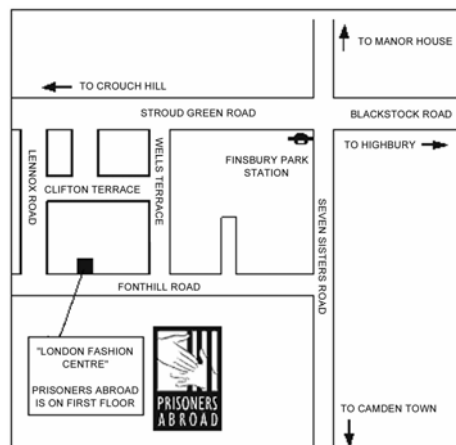 TO MANOR HOUSE
TO CROUCH HILL
STROUD GREEN ROAD
BLACKSTOCK ROAD
TO HIGHBURY
FINSBURY PARK
STATION
LENNOX ROAD
WELLS TERRACE
CLIFTON TERRACE
SEVEN SISTERS ROAD
FONTHILL ROAD
"LONDON FASHION
CENTRE"
PRISONERS ABROAD
IS ON FIRST FLOOR
PRISONERS
ABROAD
TO CAMDEN TOWN